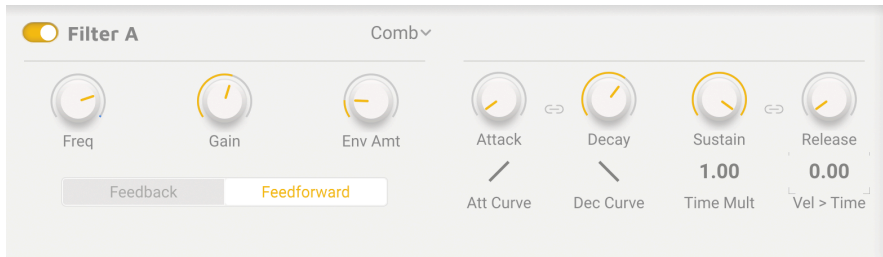 Filter A
Comb
Freq Gain Env Amt
Feedback Feedforward
Attack Decay Sustain Release
1.00 0.00
Att Curve Dec Curve Time Mult Vel > Time